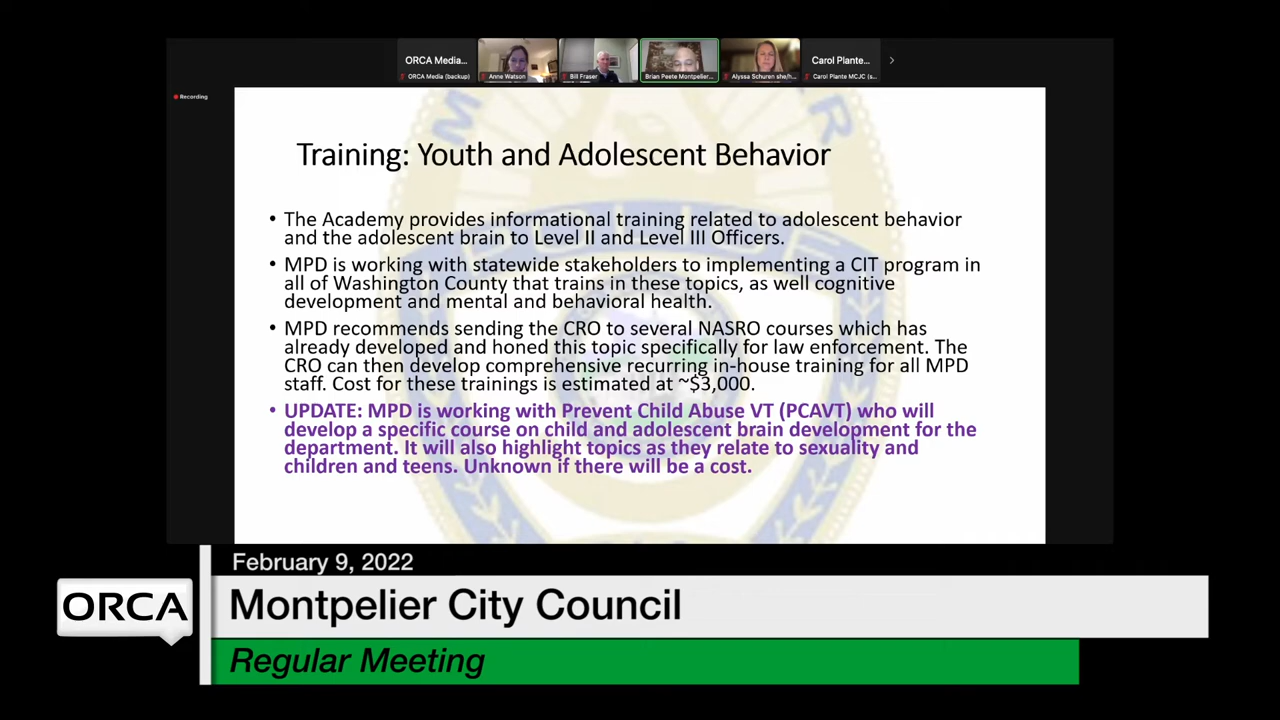 ORCA Media...
Carol Plante...
ORCA Media (backup)
Anne Watson
Bill Fraser
Brian Peete Montpelier...
Alyssa Schuren she/h...
Carol Plante MCJC (s...
Recording
Training: Youth and Adolescent Behavior
• The Academy provides informational training related to adolescent behavior
and the adolescent brain to Level II and Level III Officers.
• MPD is working with statewide stakeholders to implementing a CIT program in
all of Washington County that trains in these topics, as well cognitive
development and mental and behavioral health.
• MPD recommends sending the CRO to several NASRO courses which has
already developed and honed this topic specifically for law enforcement. The
CRO can then develop comprehensive recurring in-house training for all MPD
staff. Cost for these trainings is estimated at ~$3,000.
• UPDATE: MPD is working with Prevent Child Abuse VT (PCAVT) who will
develop a specific course on child and adolescent brain development for the
department. It will also highlight topics as they relate to sexuality and
children and teens. Unknown if there will be a cost.
February 9, 2022
ORCA
Montpelier City Council
Regular Meeting